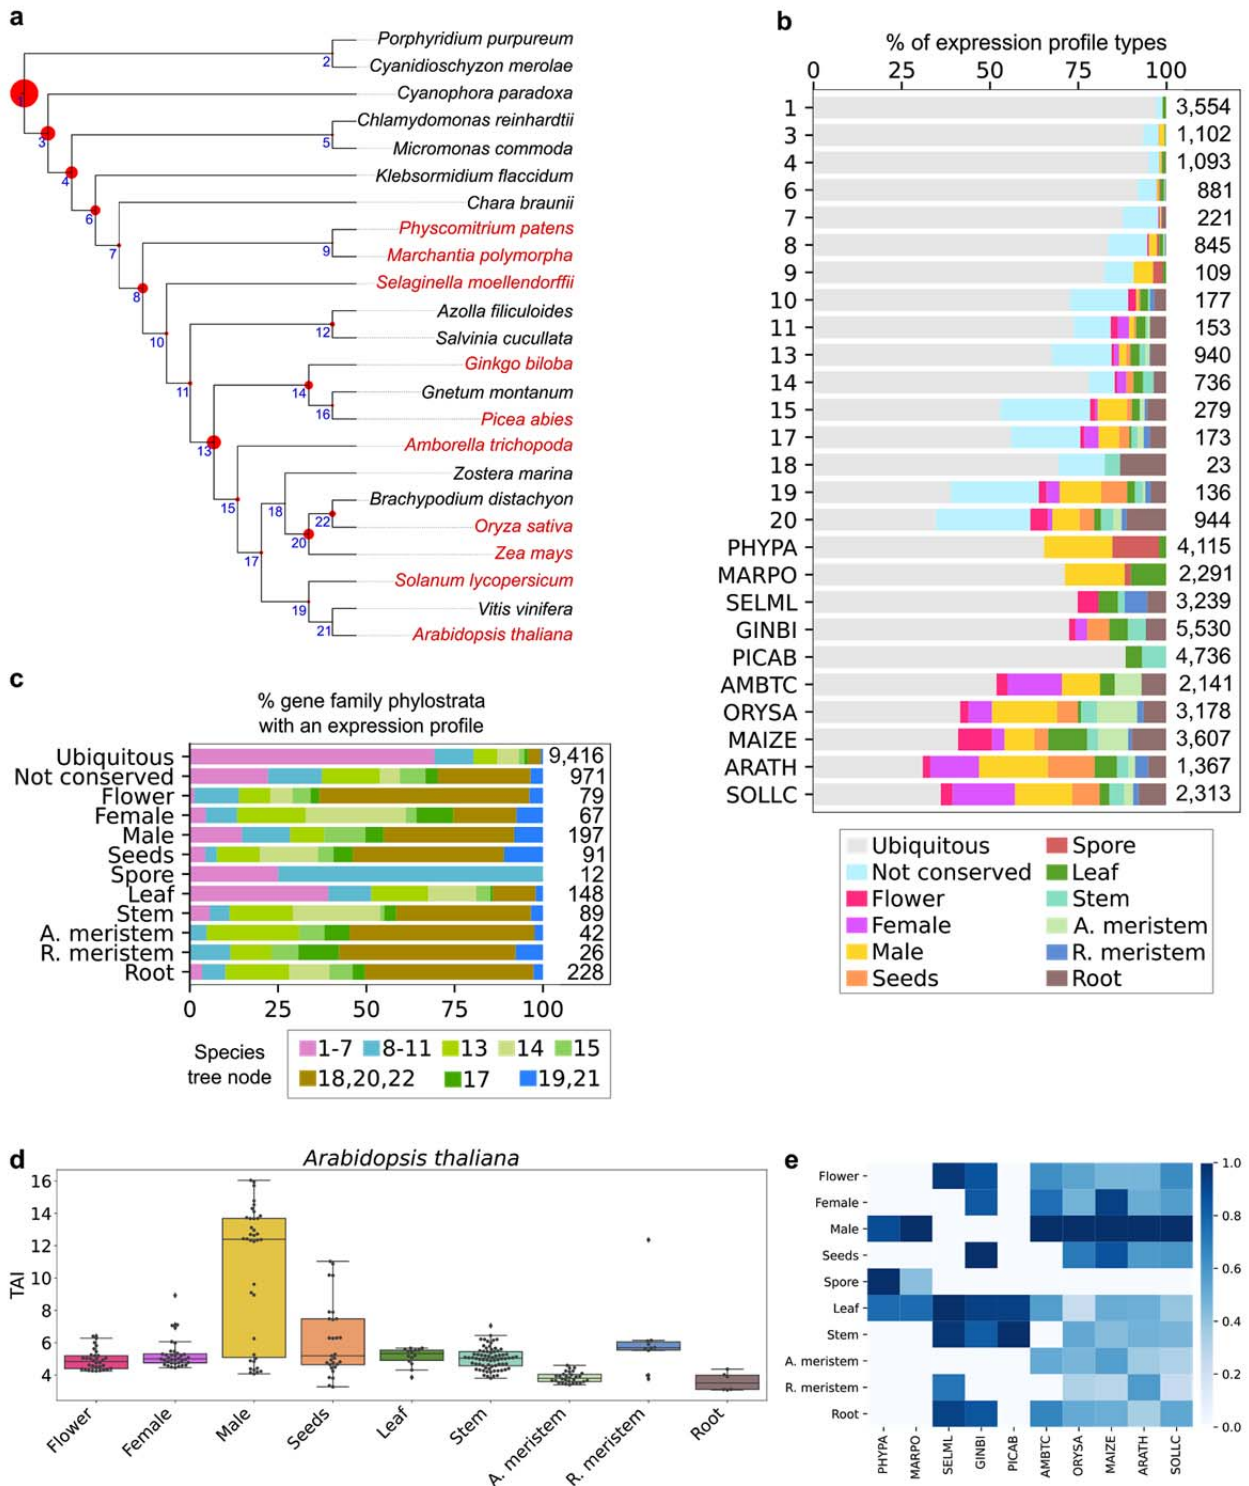 a
Porphyridium purpureum
2
Cyanidioschyzon merolae
Cyanophora paradoxa
Chlamydomonas reinhardtii
3
5
Micromonas commoda
4
Klebsormidium flaccidum
6
Chara braunii
Physcomitrium patens
7
9
Marchantia polymorpha
Selaginella moellendorffii
8
Azolla filiculoides
12
Salvinia cucullata
10
Ginkgo biloba
11
14
Gnetum montanum
16
Picea abies
13
Amborella trichopoda
Zostera marina
15
18
Brachypodium distachyon
22
Oryza sativa
20
Zea mays
17
Solanum lycopersicum
19
Vitis vinifera
21
Arabidopsis thaliana
b
% of expression profile types
0 25 50 75 100
1 3,554
3 1,102
4 1,093
6 881
7 221
8 845
9 109
10 177
11 153
13 940
14 736
15 279
17 173
18 23
19 136
20 944
PHYPA 4,115
MARPO 2,291
SELML 3,239
GINBI 5,530
PICAB 4,736
AMBTC 2,141
ORYSA 3,178
MAIZE 3,607
ARATH 1,367
SOLLC 2,313
Ubiquitous Spore
Not conserved Leaf
Flower Stem
Female A. meristem
Male R. meristem
Seeds Root
c
% gene family phylostrata
with an expression profile
Ubiquitous 9,416
Not conserved 971
Flower 79
Female 67
Male 197
Seeds 91
Spore 12
Leaf 148
Stem 89
A. meristem 42
R. meristem 26
Root 228
0 25 50 75 100
Species
tree node
1-7 8-11 13 14 15
18,20,22 17 19,21
d
Arabidopsis thaliana
TAI
16
14
12
10
8
6
4
Flower Female Male Seeds Leaf Stem A. meristem R. meristem Root
e
Flower
Female
Male
Seeds
Spore
Leaf
Stem
A. meristem
R. meristem
Root
PHYPA MARPO SELML GINBI PICAB AMBTC ORYSA MAIZE ARATH SOLLC
1.0
0.8
0.6
0.4
0.2
0.0